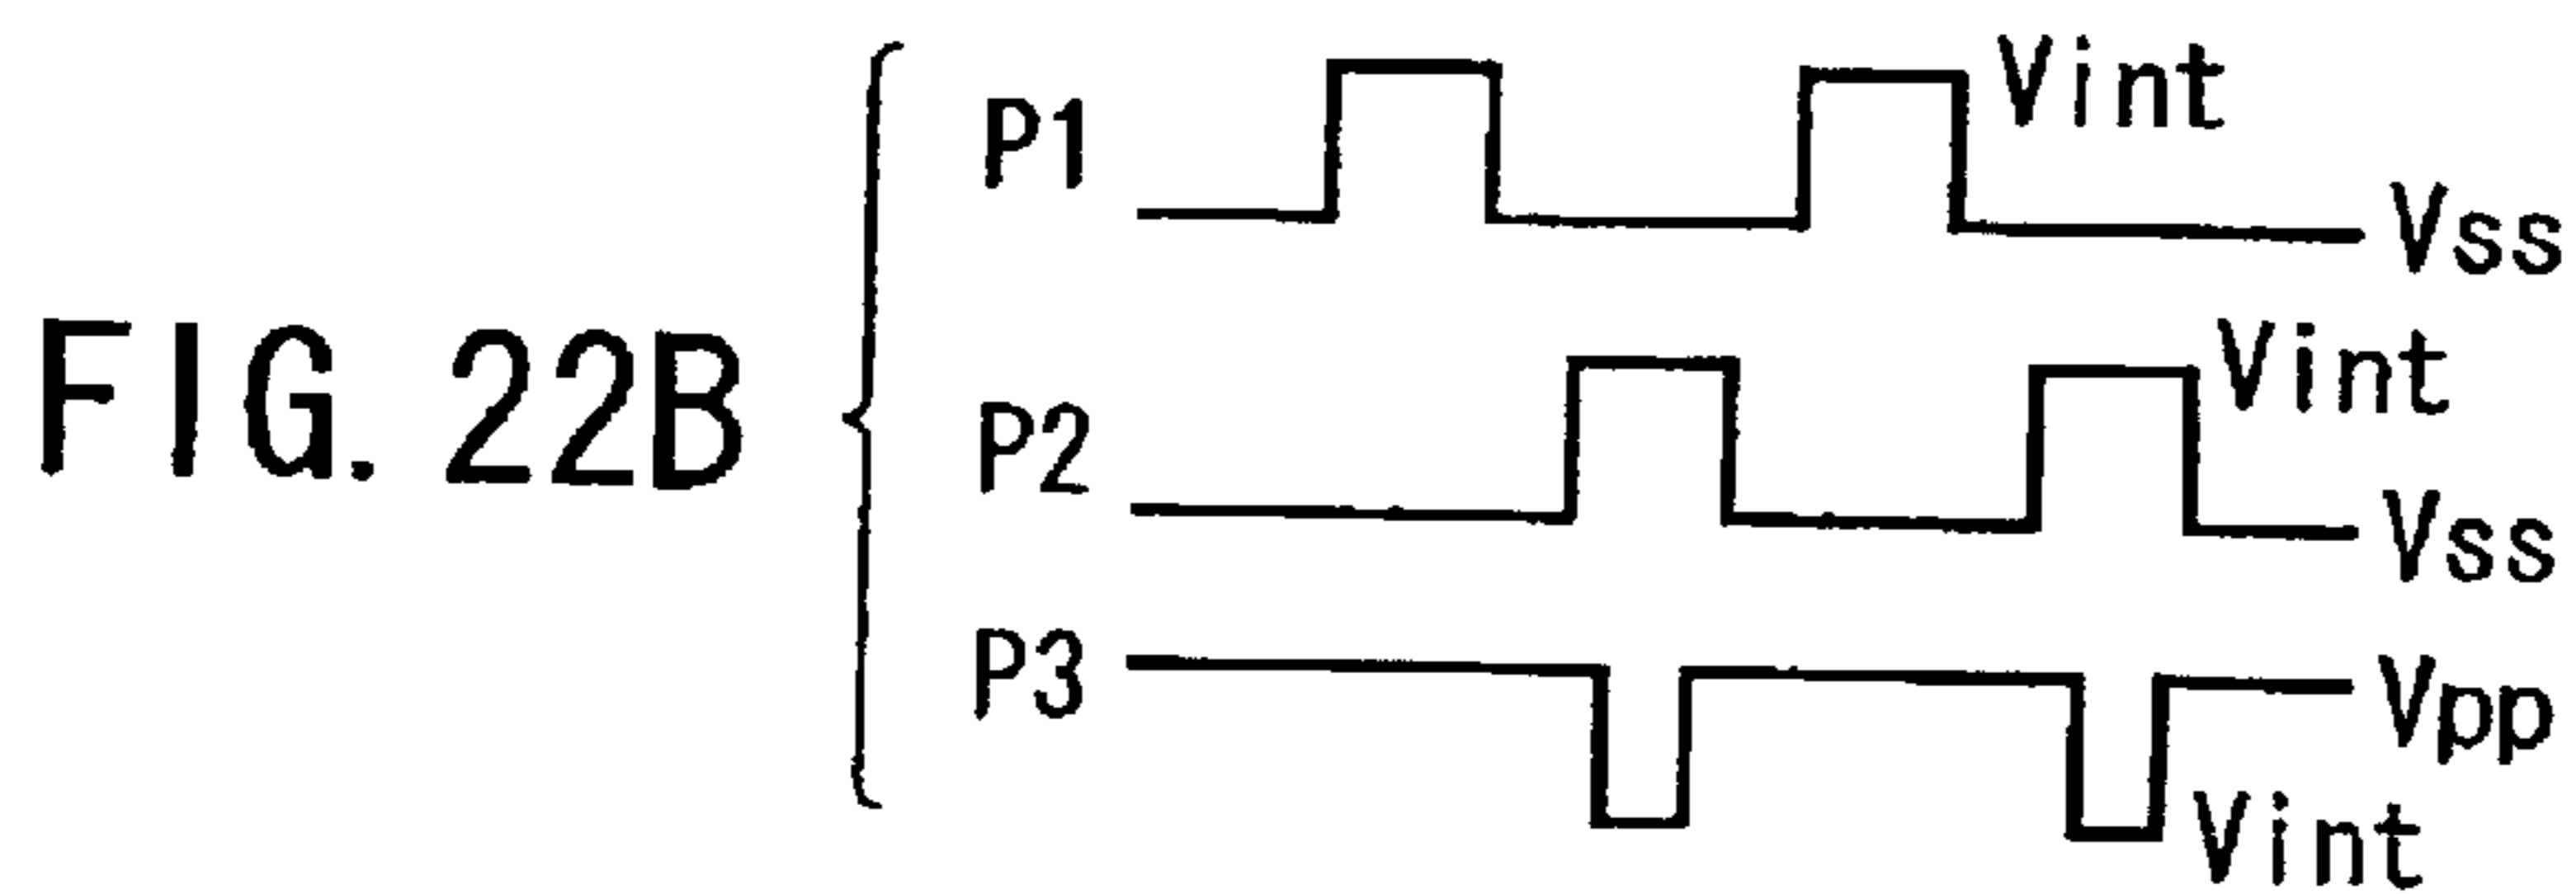 FIG. 22B
P1
Vint
Vss
P2
Vint
Vss
P3
Vpp
Vint